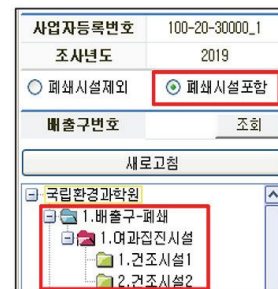 사업자등록번호 100-20-30000_1
조사년도 2019
폐쇄시설제외 폐쇄시설포함
배출구번호 조회
새로고침
국립환경과학원
1.배출구-폐쇄
1.여과집진시설
1.건조시설1
2.건조시설2